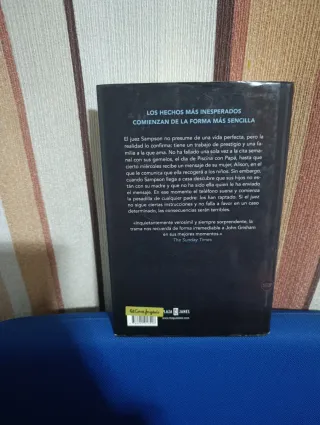 LOS HECHOS MÁS INESPERADOS
COMIENZAN DE LA FORMA MÁS SENCILLA
El juez Sampson no presume de una vida perfecta, pero la
realidad lo confirma: tiene un trabajo de prestigio y una fa-
milia a la que ama. No ha faltado una sola vez a la cita sema-
nal con sus gemelos, el día de Piscina con Papá, hasta que
cierto miércoles recibe un mensaje de su mujer, Alison, en el
que le comunica que ella recogerá a los niños. Sin embargo,
cuando Sampson llega a casa descubre que sus hijos no es-
tán con su madre y que no ha sido ella quien le ha enviado
el mensaje. En ese momento el teléfono suena y comienza
la pesadilla de cualquier padre: los han raptado. Si el juez
no sigue ciertas instrucciones y no falla a favor en un caso
determinado, las consecuencias serán terribles.
«Inquietantemente verosímil y siempre sorprendente, la
trama nos recuerda de forma irremediable a John Grisham
en sus mejores momentos.»
The Sunday Times
PLAZA JANÉS